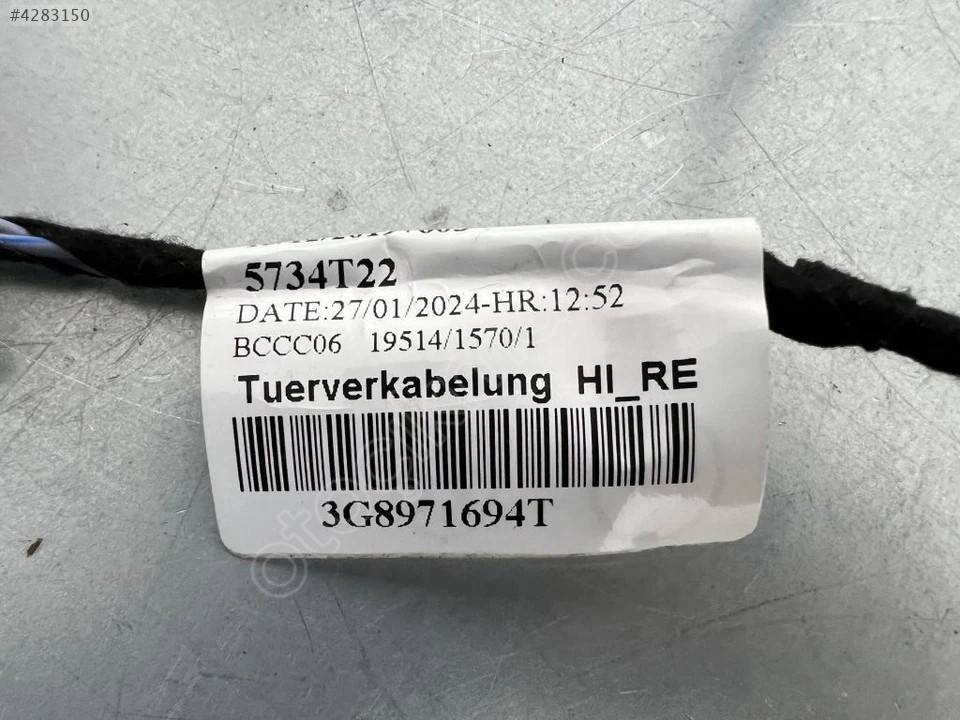 #4283150
5734T22
DATE:27/01/2024-HR:12:52
BCCC06 19514/1570/1
Tuerverkabelung HI_RE
3G8971694T